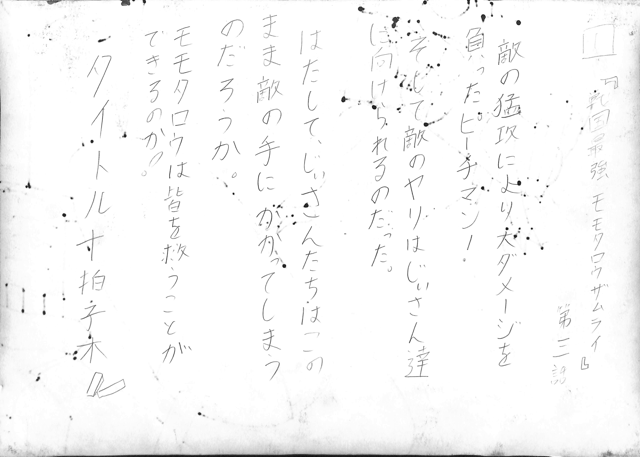 『戦国最強モモタロウザムライ』
第三話
敵の猛攻により、大ダメージを
負ったピーチマン！
そして敵のヤリはじいさん達
に向けられるのだった。
はたして、じいさんたちはこの
まま敵の手にかかってしまう
のだろうか。
モモタロウは皆を救うことが
できるのか！。
タイトル＋拍子木